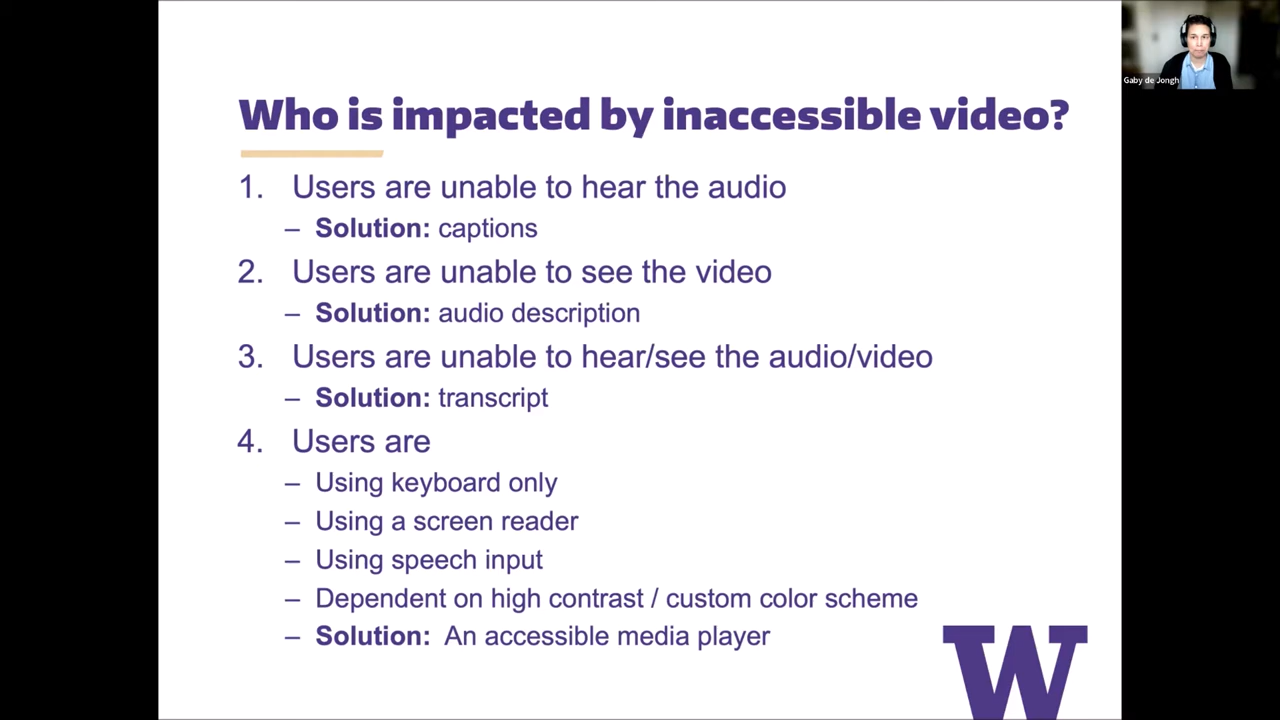 Who is impacted by inaccessible video?
1. Users are unable to hear the audio
– Solution: captions
2. Users are unable to see the video
– Solution: audio description
3. Users are unable to hear/see the audio/video
– Solution: transcript
4. Users are
– Using keyboard only
– Using a screen reader
– Using speech input
– Dependent on high contrast / custom color scheme
– Solution: An accessible media player
W
Gaby de Jongh